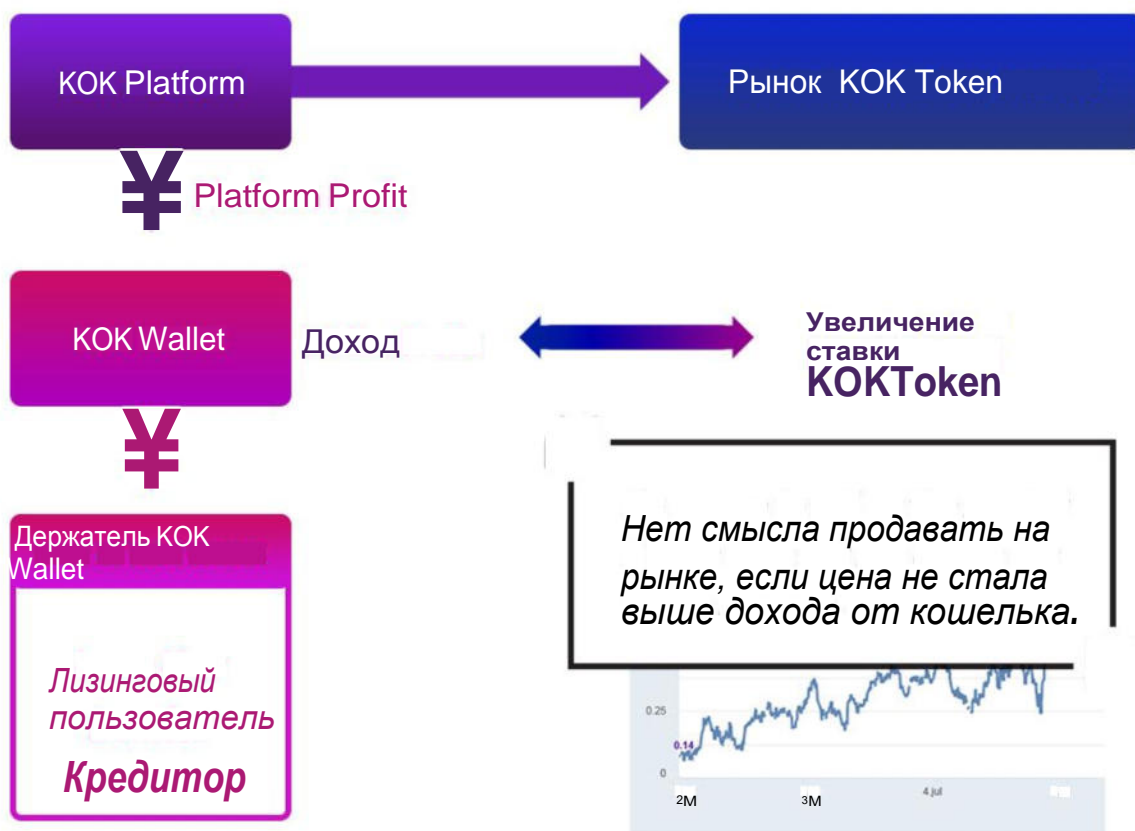 KOK Platform
Рынок KOK Token
¥
Platform Profit
KOK Wallet
Доход
Увеличение
ставки
KOKToken
¥
Держатель KOK
Wallet
Лизинговый
пользователь
Кредитор
Нет смысла продавать на
рынке, если цена не стала
выше дохода от кошелька.
0.25
0.14
0
2M
3M
4.jul